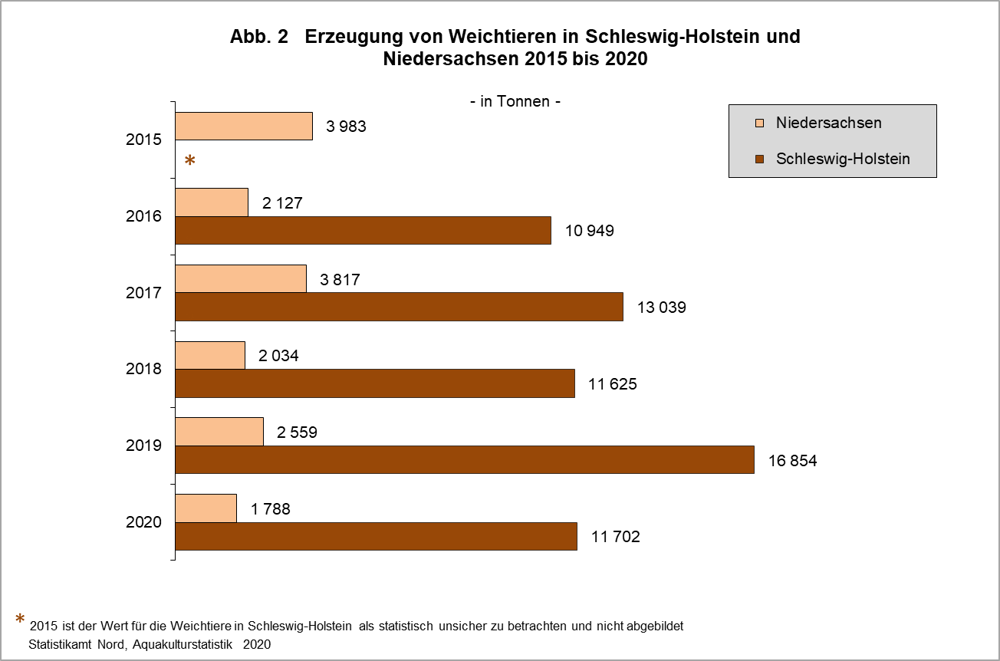 Abb. 2 Erzeugung von Weichtieren in Schleswig-Holstein und
Niedersachsen 2015 bis 2020
- in Tonnen -
Niedersachsen
Schleswig-Holstein
2015
3 983
*
2016
2 127
10 949
2017
3 817
13 039
2018
2 034
11 625
2019
2 559
16 854
2020
1 788
11 702
* 2015 ist der Wert für die Weichtiere in Schleswig-Holstein als statistisch unsicher zu betrachten und nicht abgebildet
Statistikamt Nord, Aquakulturstatistik 2020